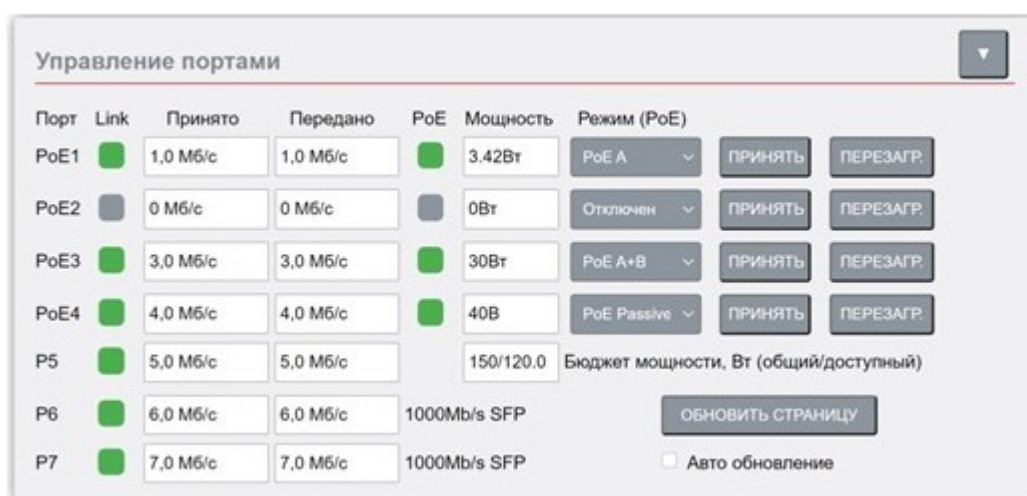 Управление портами ▼
Порт Link Принято Передано PoE Мощность Режим (PoE)
PoE1 1,0 Мб/с 1,0 Мб/с 3.42Вт PoE A ПРИНЯТЬ ПЕРЕЗАГР.
PoE2 0 Мб/с 0 Мб/с 0Вт Отключен ПРИНЯТЬ ПЕРЕЗАГР.
PoE3 3,0 Мб/с 3,0 Мб/с 30Вт PoE A+B ПРИНЯТЬ ПЕРЕЗАГР.
PoE4 4,0 Мб/с 4,0 Мб/с 40В PoE Passive ПРИНЯТЬ ПЕРЕЗАГР.
P5 5,0 Мб/с 5,0 Мб/с 150/120.0 Бюджет мощности, Вт (общий/доступный)
P6 6,0 Мб/с 6,0 Мб/с 1000Mb/s SFP ОБНОВИТЬ СТРАНИЦУ
P7 7,0 Мб/с 7,0 Мб/с 1000Mb/s SFP Авто обновление